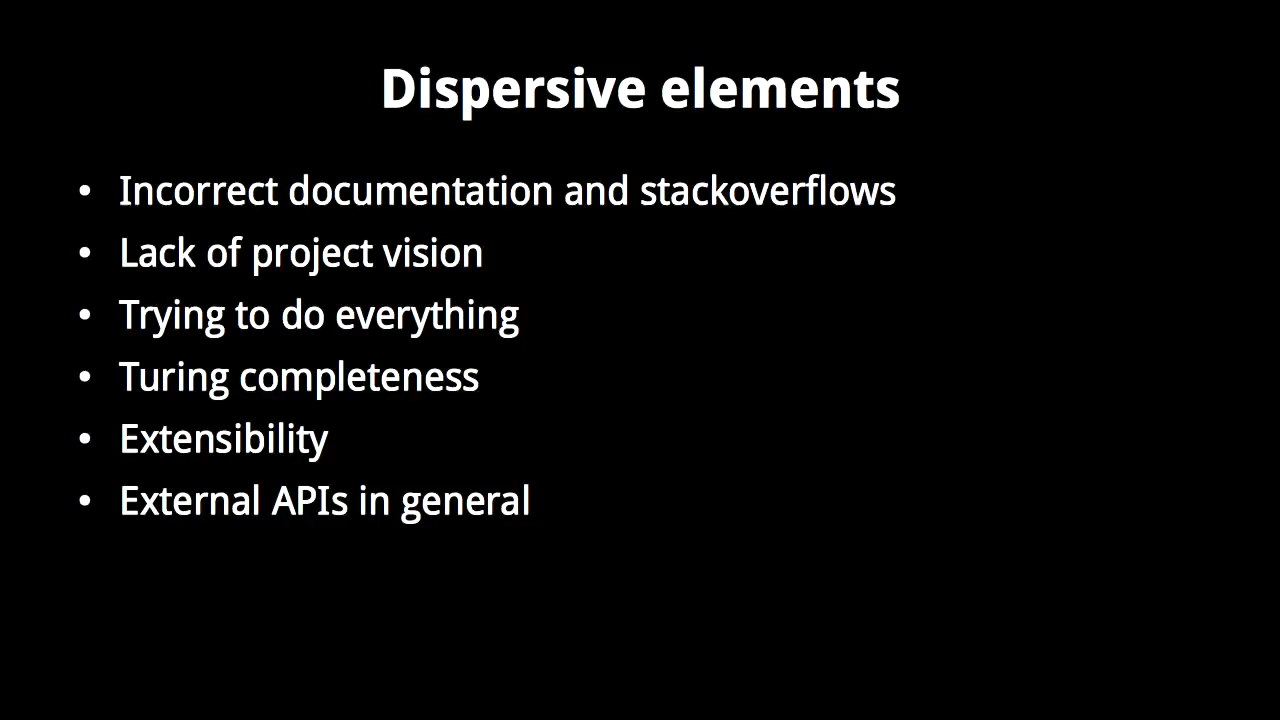 Dispersive elements
• Incorrect documentation and stackoverflows
• Lack of project vision
• Trying to do everything
• Turing completeness
• Extensibility
• External APIs in general